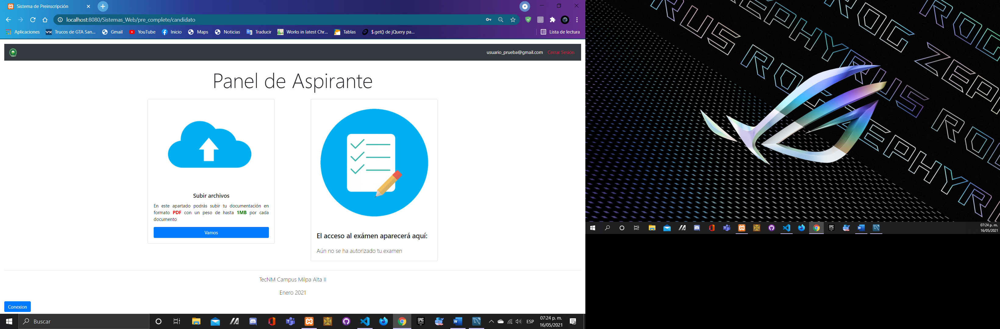 Sistema de Preinscripción
localhost:8080/Sistemas_Web/pre_complete/candidato
Aplicaciones
Trucos de GTA San...
Gmail
YouTube
Inicio
Maps
Noticias
Traducir
Works in latest Chr...
Tablas
$.get() de jQuery pa...
Lista de lectura
usuario_prueba@gmail.com
Cerrar Sesión
Panel de Aspirante
Subir archivos
En este apartado podrás subir tu documentación en
formato PDF con un peso de hasta 1MB por cada
documento
Vamos
El acceso al exámen aparecerá aquí:
Aún no se ha autorizado tu examen
TecNM Campus Milpa Alta II
Enero 2021
Conexion
Buscar
EPIC
GAMES
ESP
07:24 p. m.
16/05/2021
ROG ZEPHYRUS ROG
07:24 p. m.
16/05/2021